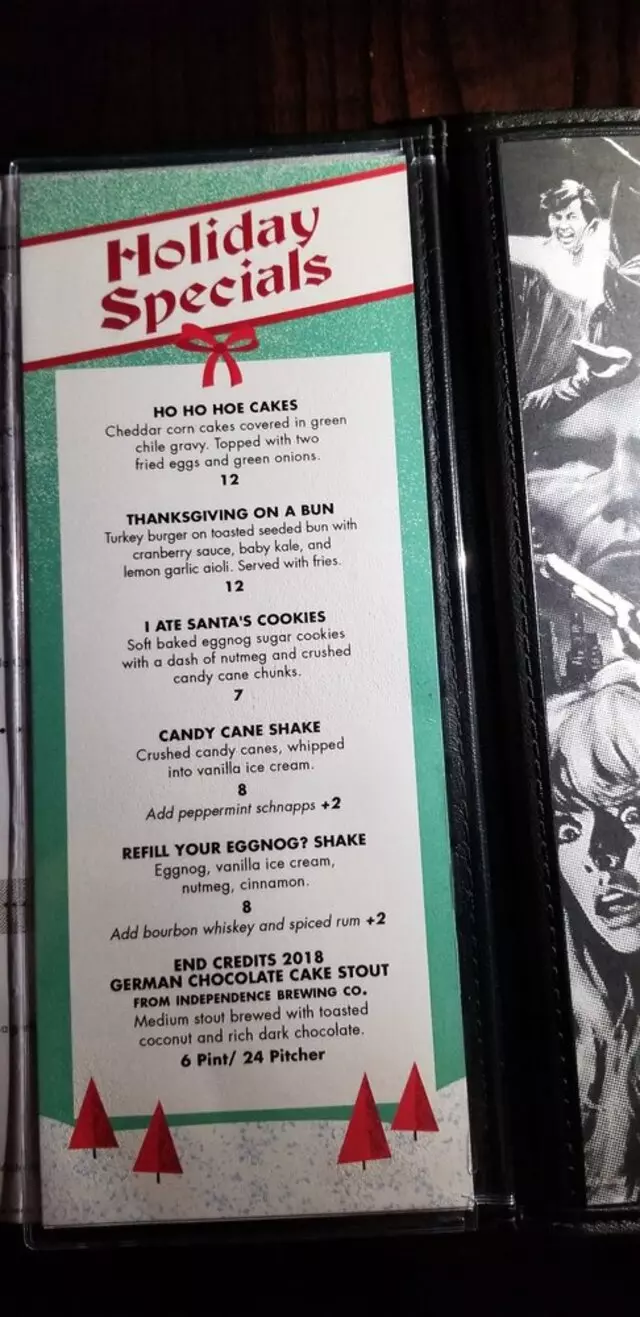 Holiday
Specials
HO HO HOE CAKES
Cheddar corn cakes covered in green
chile gravy. Topped with two
fried eggs and green onions.
12
THANKSGIVING ON A BUN
Turkey burger on toasted seeded bun with
cranberry sauce, baby kale, and
lemon garlic aioli. Served with fries.
12
I ATE SANTA'S COOKIES
Soft baked eggnog sugar cookies
with a dash of nutmeg and crushed
candy cane chunks.
7
CANDY CANE SHAKE
Crushed candy canes, whipped
into vanilla ice cream.
8
Add peppermint schnapps +2
REFILL YOUR EGGNOG? SHAKE
Eggnog, vanilla ice cream,
nutmeg, cinnamon.
8
Add bourbon whiskey and spiced rum +2
END CREDITS 2018
GERMAN CHOCOLATE CAKE STOUT
FROM INDEPENDENCE BREWING CO.
Medium stout brewed with toasted
coconut and rich dark chocolate.
6 Pint/ 24 Pitcher